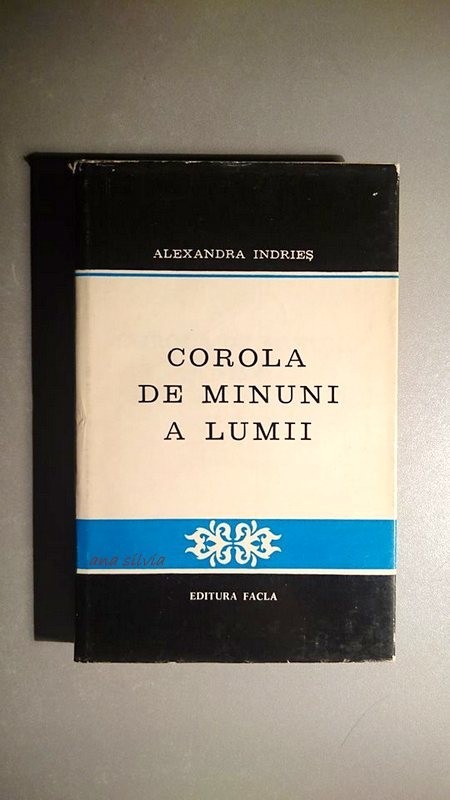 ALEXANDRA INDRIEȘ
COROLA
DE MINUNI
A LUMII
ana silvia
EDITURA FACLA